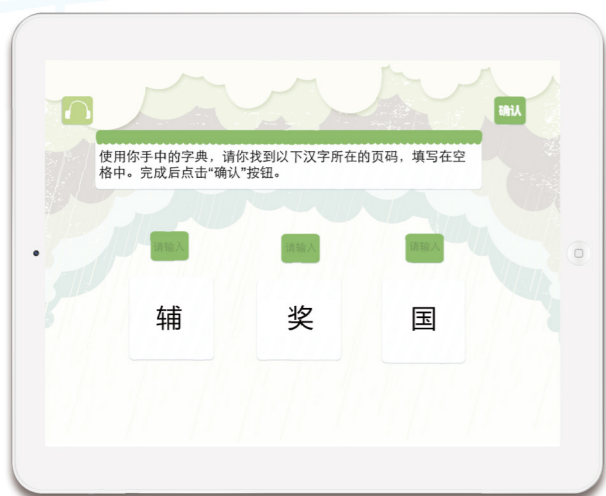 确认
使用你手中的字典，请你找到以下汉字所在的页码，填写在空
格中。完成后点击“确认”按钮。
请输入 请输入 请输入
辅 奖 国